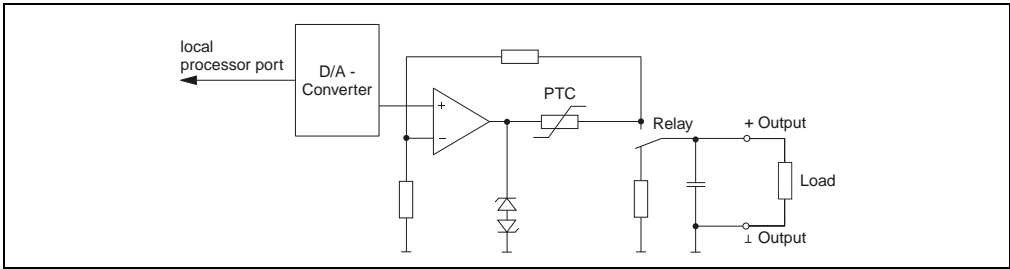 local
processor port
D/A -
Converter
+
−
PTC
Relay
+ Output
Load
⊥ Output